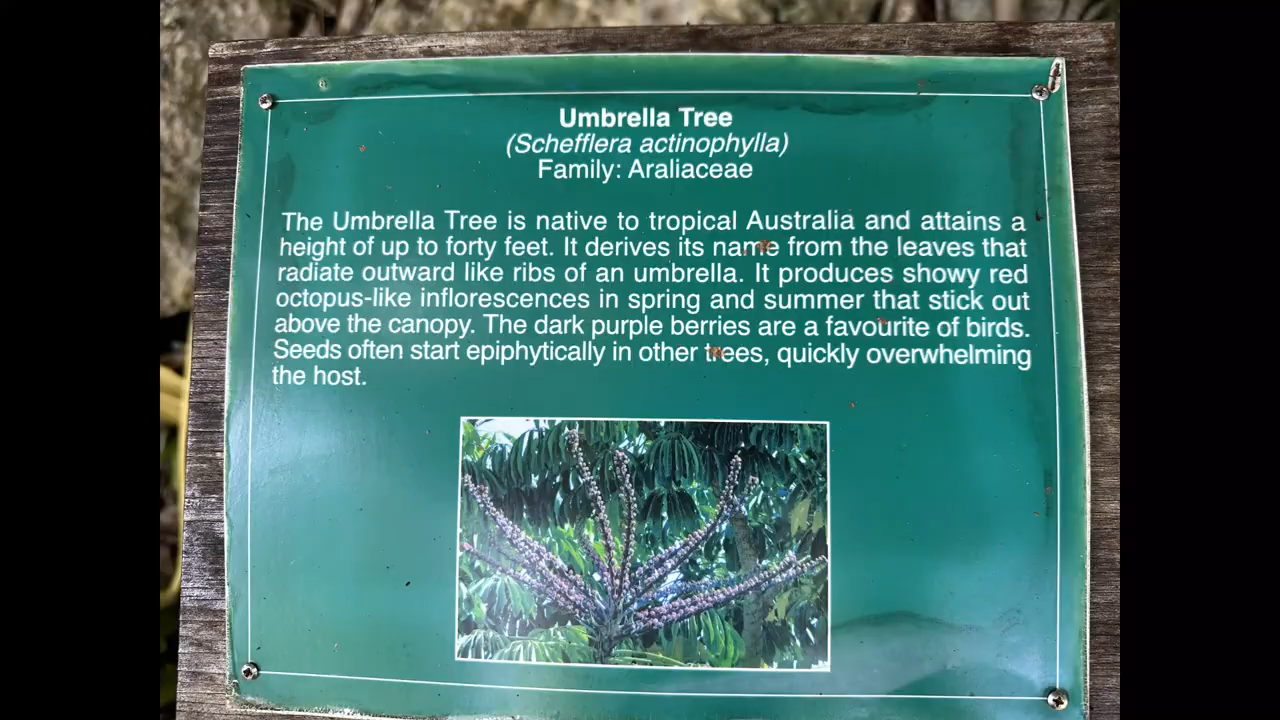 Umbrella Tree
(Schefflera actinophylla)
Family: Araliaceae
The Umbrella Tree is native to tropical Australia and attains a
height of up to forty feet. It derives its name from the leaves that
radiate outward like ribs of an umbrella. It produces showy red
octopus-like inflorescences in spring and summer that stick out
above the canopy. The dark purple berries are a favourite of birds.
Seeds often start epiphytically in other trees, quickly overwhelming
the host.